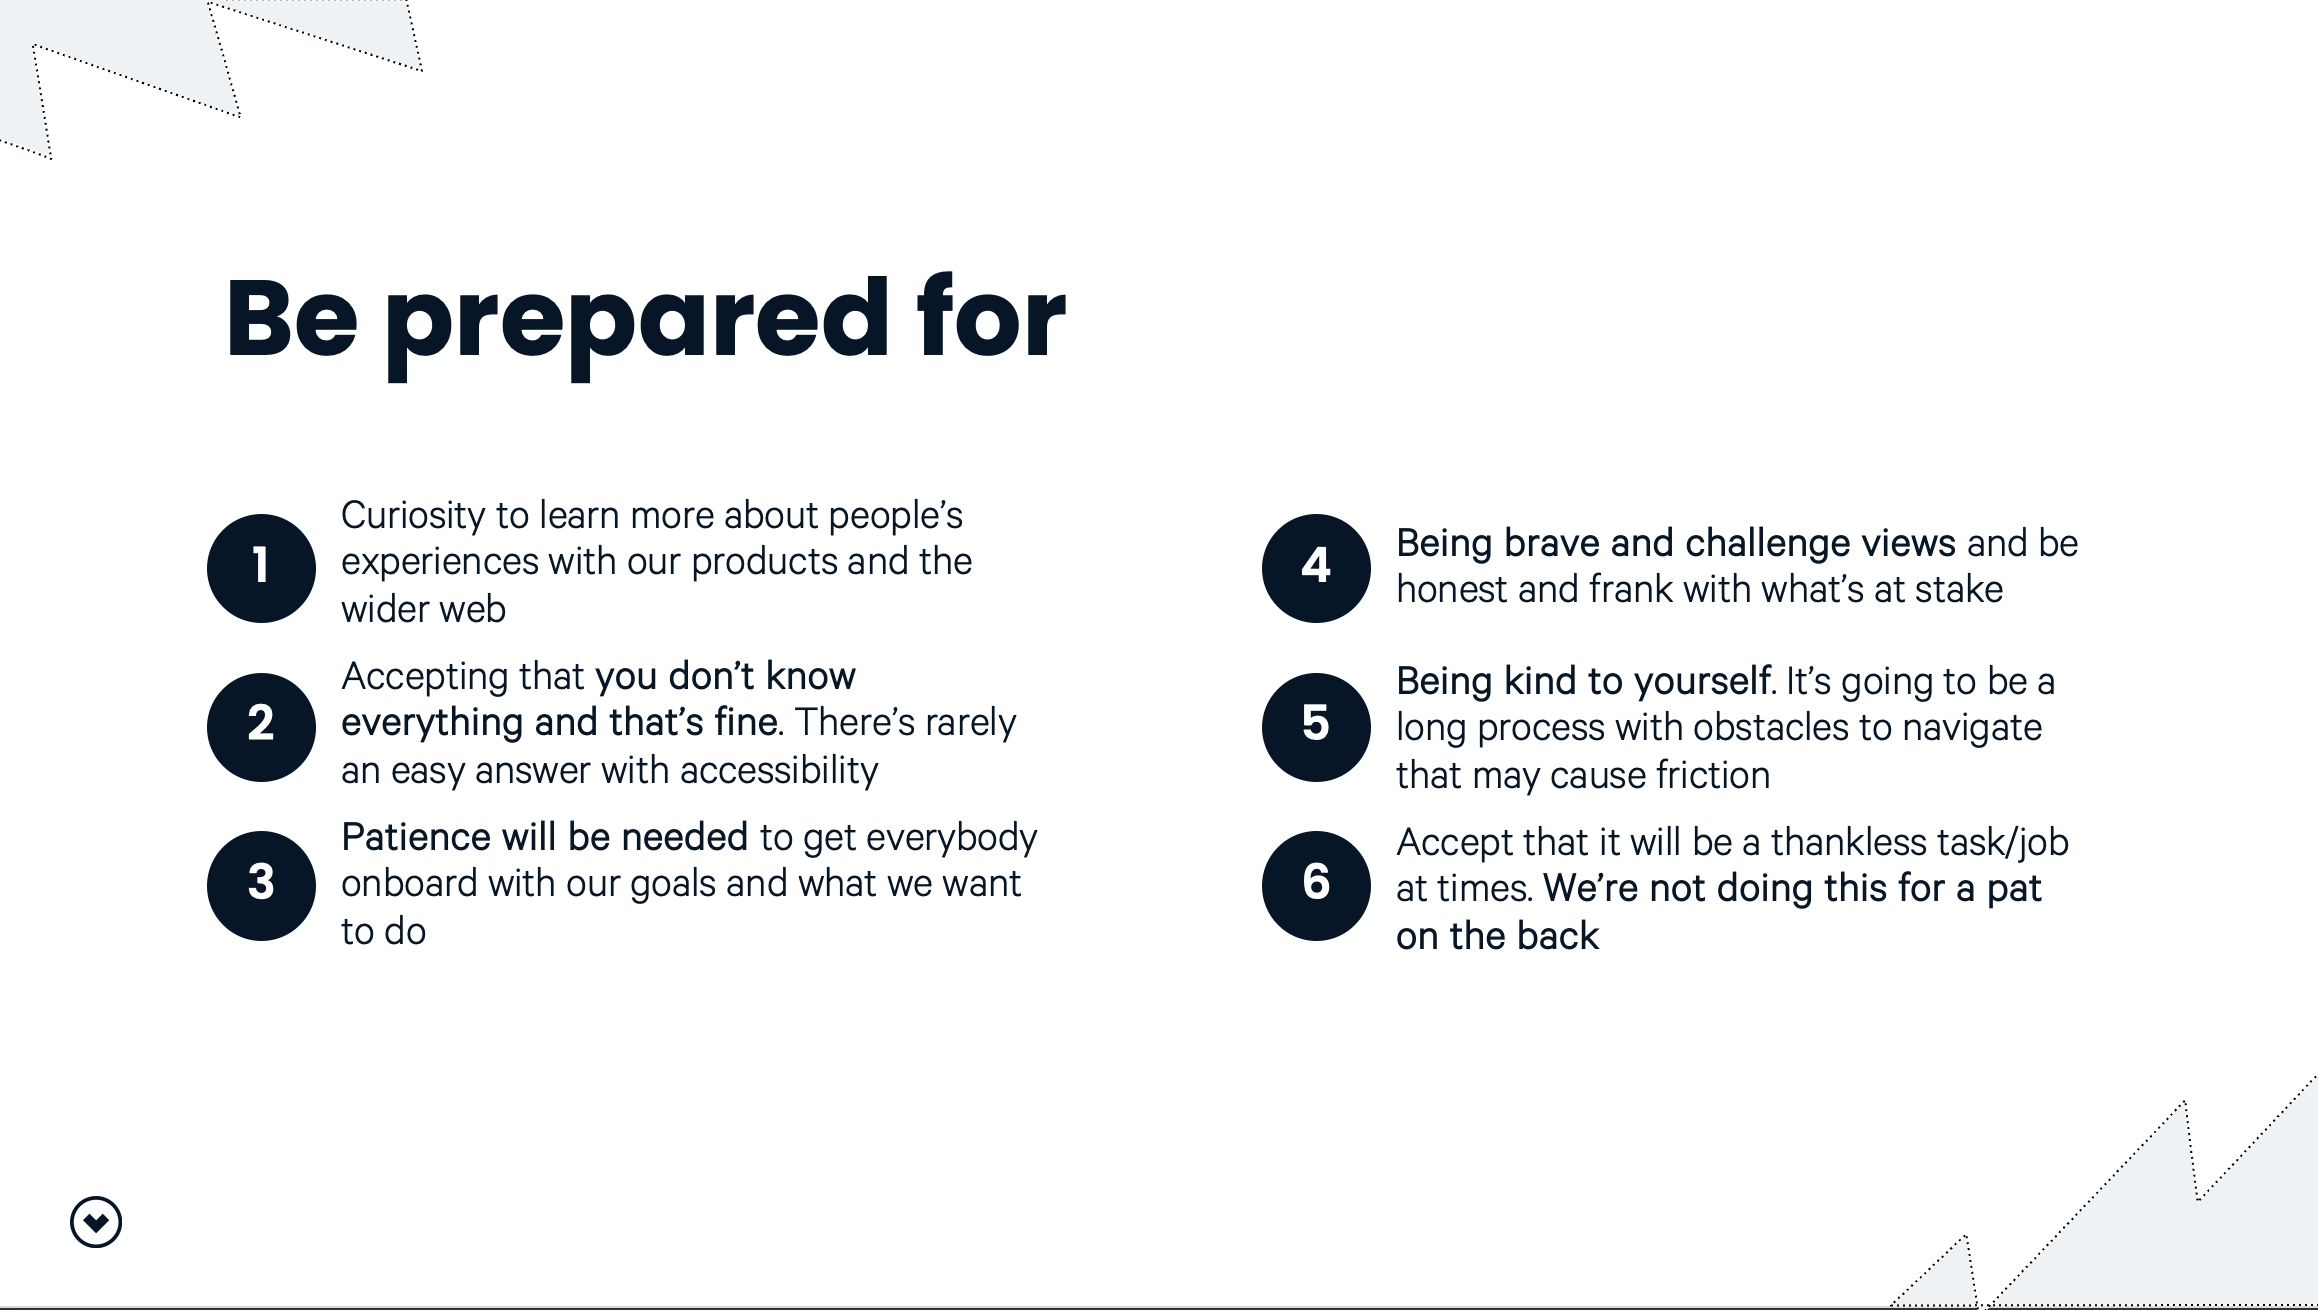 Be prepared for
1
Curiosity to learn more about people’s
experiences with our products and the
wider web
2
Accepting that you don’t know
everything and that’s fine. There’s rarely
an easy answer with accessibility
3
Patience will be needed to get everybody
onboard with our goals and what we want
to do
4
Being brave and challenge views and be
honest and frank with what’s at stake
5
Being kind to yourself. It’s going to be a
long process with obstacles to navigate
that may cause friction
6
Accept that it will be a thankless task/job
at times. We’re not doing this for a pat
on the back